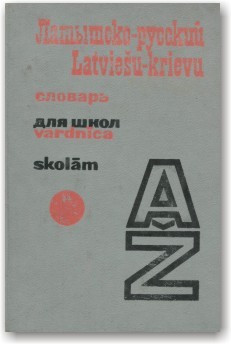 Латышско-русский
Latviešu-krievu
словарь
для школ
vārdnīca
skolām
A
Ž